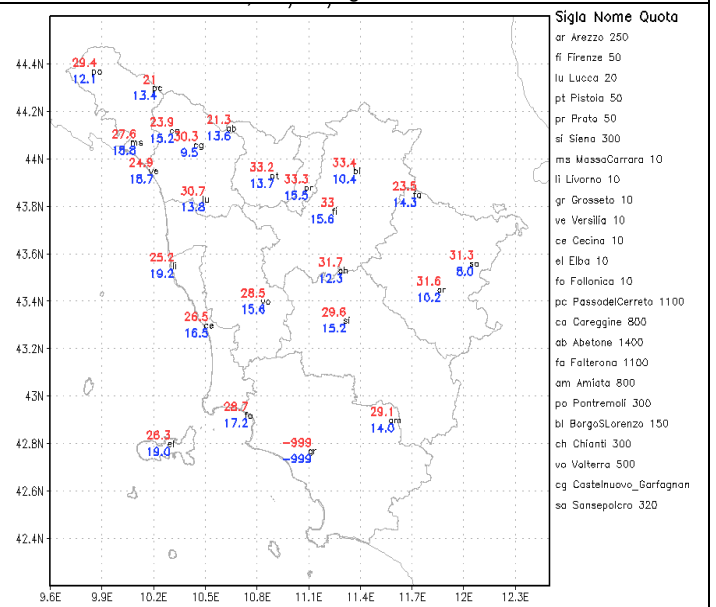 Sigla Nome Quota
ar Arezzo 250
fi Firenze 50
lu Lucca 20
pt Pistoia 50
pr Prato 50
si Siena 300
ms MassaCarrara 10
li Livorno 10
gr Grosseto 10
ve Versilia 10
ce Cecina 10
el Elba 10
fo Follonica 10
pc PassodelCerreto 1100
ca Careggine 800
ab Abetone 1400
fa Falterona 1100
am Amiata 800
po Pontremoli 300
bl BorgoSLorenzo 150
ch Chianti 300
vo Volterra 500
cg Castelnuovo_Garfagnan
sa Sansepolcro 320
44.4N
44.2N
44N
43.8N
43.6N
43.4N
43.2N
43N
42.8N
42.6N
42.4N
9.6E 9.9E 10.2E 10.5E 10.8E 11.1E 11.4E 11.7E 12E 12.3E
29.4 po
12.1
21 pc
13.4
23.9 ca
15.2
21.3 ab
13.6
27.6 ms
18.8
30.3 cg
9.5
24.9 ve
18.7
33.2 pt
13.7
33.3 pr
15.5
33.4 bl
10.4
23.5 fa
14.3
30.7 lu
13.8
33 fi
15.6
25.2 li
19.2
31.7 ch
12.3
31.3 sa
8.0
31.6 ar
10.2
28.5 vo
15.6
26.5 ce
16.5
29.6 si
15.2
28.7 fo
17.2
29.1 am
14.0
26.3 el
19.0
-999 gr
-999